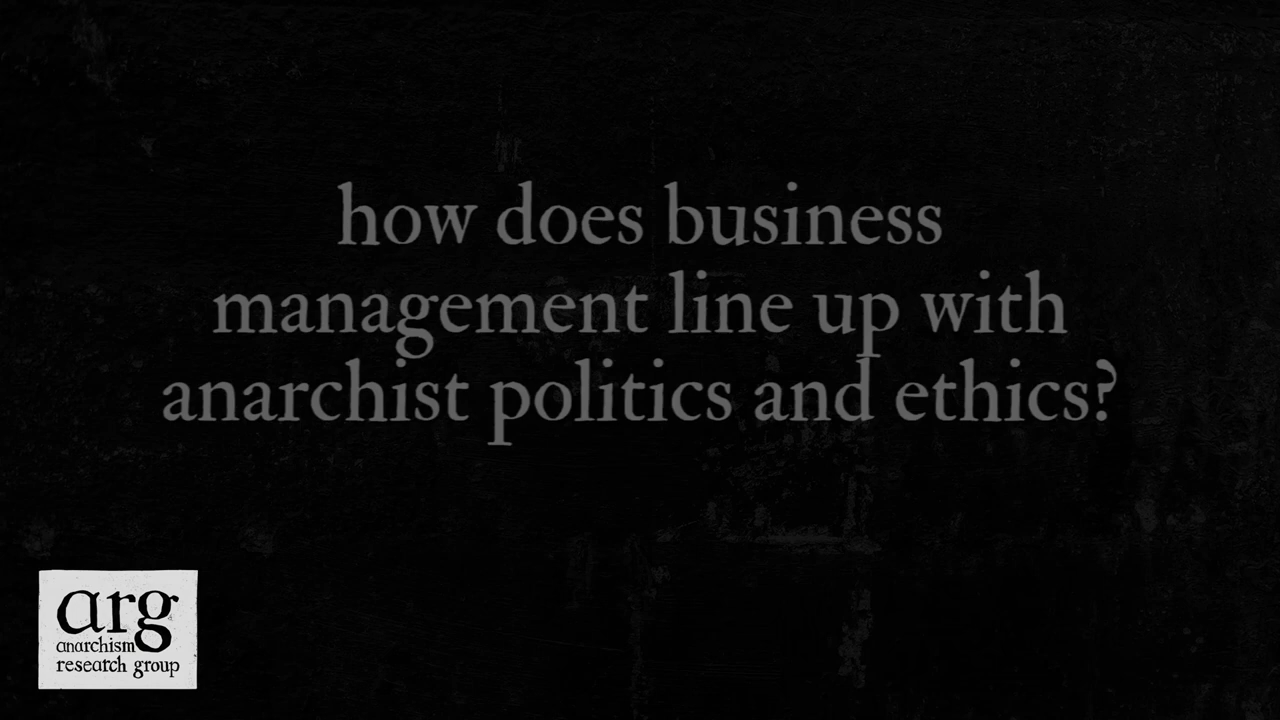 how does business
management line up with
anarchist politics and ethics?
arg
anarchism
research group